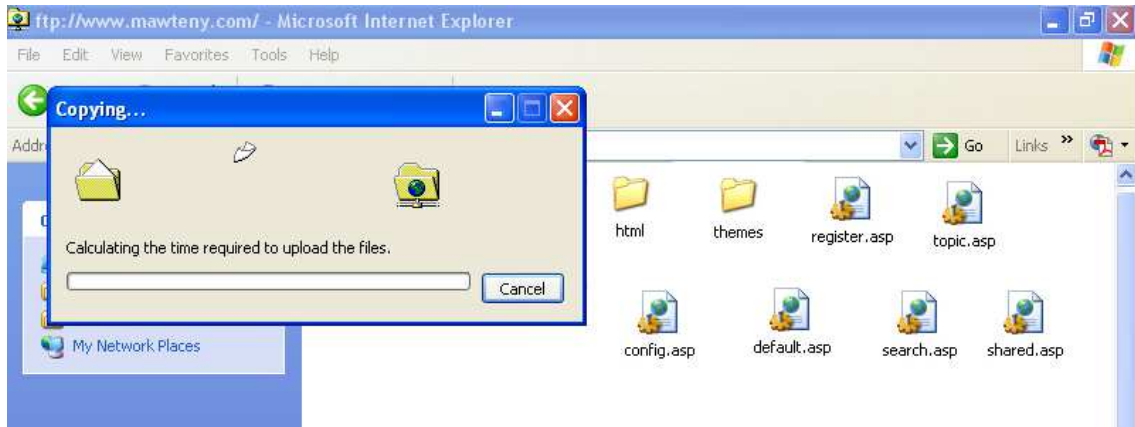 ftp://www.mawteny.com/ - Microsoft Internet Explorer
File Edit View Favorites Tools Help
Copying...
Addr
Go Links »
Calculating the time required to upload the files.
Cancel
html themes register.asp topic.asp
My Network Places
config.asp default.asp search.asp shared.asp